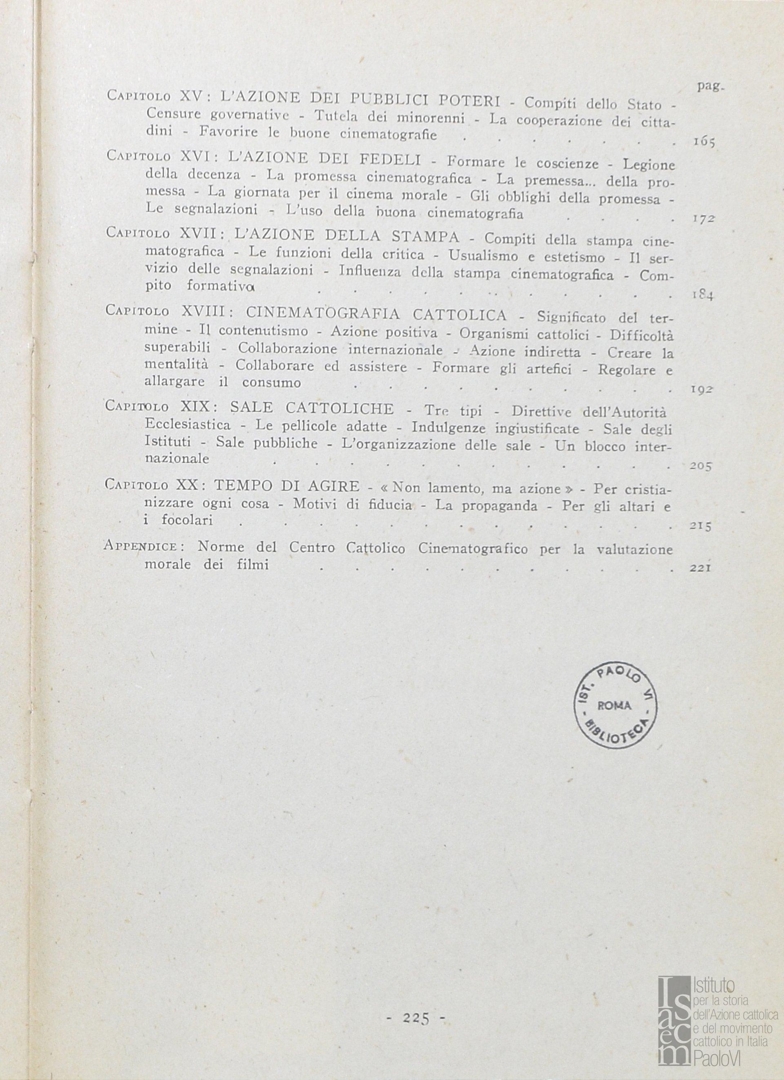 pag.
CAPITOLO XV: L'AZIONE DEI PUBBLICI POTERI - Compiti dello Stato -
Censure governative - Tutela dei minorenni - La cooperazione dei citta-
dini - Favorire le buone cinematografie . . . . . . . 165
CAPITOLO XVI: L'AZIONE DEI FEDELI - Formare le coscienze - Legione
della decenza - La promessa cinematografica - La premessa... della pro-
messa - La giornata per il cinema morale - Gli obblighi della promessa -
Le segnalazioni - L'uso della buona cinematografia . . . . 172
CAPITOLO XVII: L'AZIONE DELLA STAMPA - Compiti della stampa cine-
matografica - Le funzioni della critica - Usualismo e estetismo - Il ser-
vizio delle segnalazioni - Influenza della stampa cinematografica - Com-
pito formativo . . . . . . . . . . . 184
CAPITOLO XVIII: CINEMATOGRAFIA CATTOLICA - Significato del ter-
mine - Il contenutismo - Azione positiva - Organismi cattolici - Difficoltà
superabili - Collaborazione internazionale - Azione indiretta - Creare la
mentalità - Collaborare ed assistere - Formare gli artefici - Regolare e
allargare il consumo . . . . . . . . . . 192
CAPITOLO XIX: SALE CATTOLICHE - Tre tipi - Direttive dell'Autorità
Ecclesiastica - Le pellicole adatte - Indulgenze ingiustificate - Sale degli
Istituti - Sale pubbliche - L'organizzazione delle sale - Un blocco inter-
nazionale . . . . . . . . . . . . 205
CAPITOLO XX: TEMPO DI AGIRE - « Non lamento, ma azione » - Per cristia-
nizzare ogni cosa - Motivi di fiducia - La propaganda - Per gli altari e
i focolari . . . . . . . . . . . . 215
APPENDICE: Norme del Centro Cattolico Cinematografico per la valutazione
morale dei filmi . . . . . . . . . . . 221
IST. PAOLO VI
ROMA
BIBLIOTECA
- 225 -
Isacem
Istituto
per la storia
dell'Azione cattolica
e del movimento
cattolico in Italia
PaoloVI